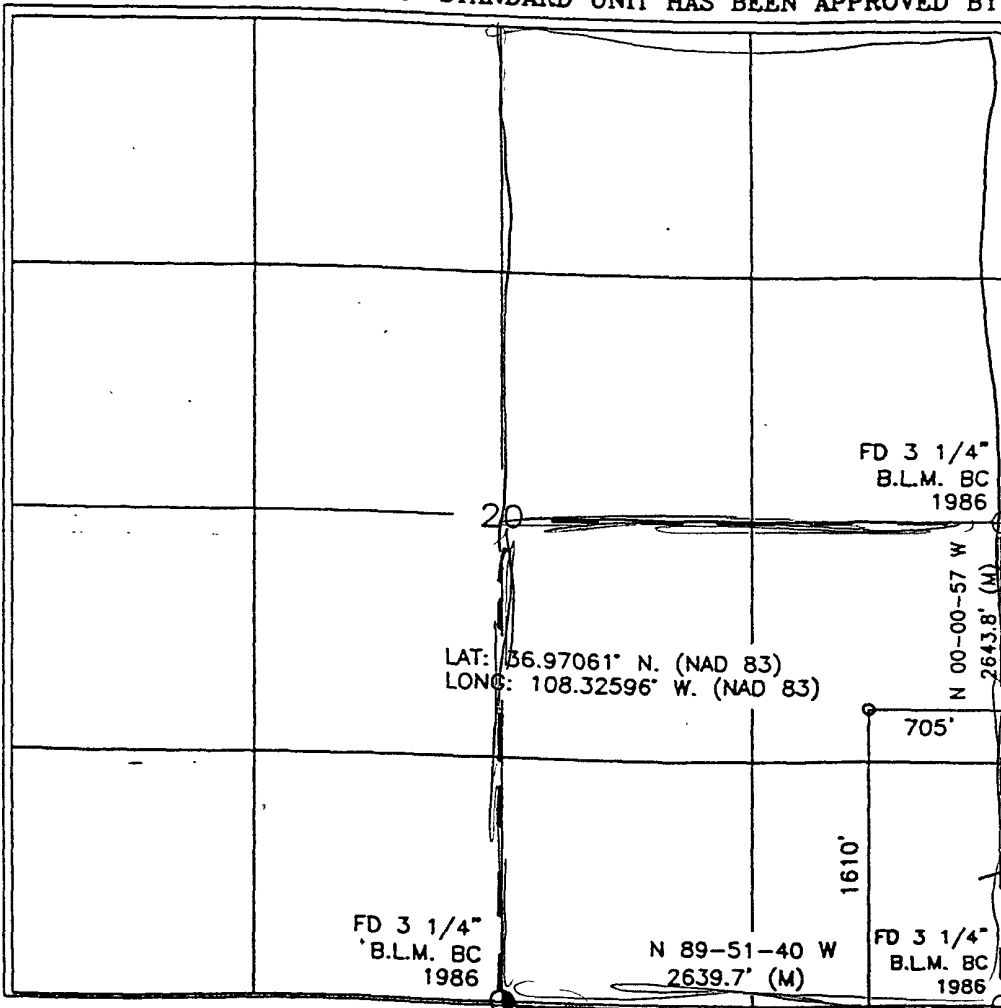 STANDARD UNIT HAS BEEN APPROVED BY
FD 3 1/4"
B.L.M. BC
1986
20
N 00-00-57 W
2643.8' (M)
LAT: 36.97061° N. (NAD 83)
LONG: 108.32596° W. (NAD 83)
705'
1610'
FD 3 1/4"
B.L.M. BC
1986
N 89-51-40 W
2639.7' (M)
FD 3 1/4"
B.L.M. BC
1986